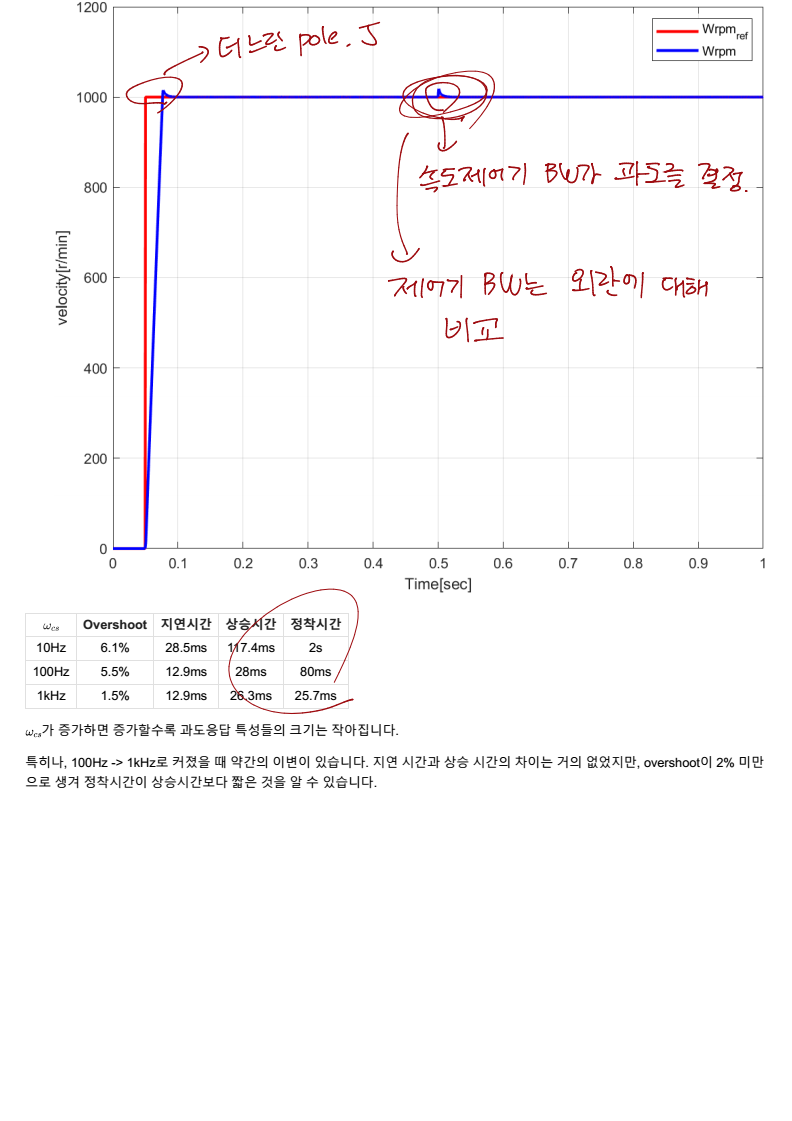 1200
Wrpm_ref
Wrpm
더 느린 pole. J
1000
속도제어기 BW가 파도를 결정.
800
velocity[r/min]
600
제어기 BW는 외란에 대해
비교
400
200
0
0 0.1 0.2 0.3 0.4 0.5 0.6 0.7 0.8 0.9 1
Time[sec]
ω_cs Overshoot 지연시간 상승시간 정착시간
10Hz 6.1% 28.5ms 117.4ms 2s
100Hz 5.5% 12.9ms 28ms 80ms
1kHz 1.5% 12.9ms 26.3ms 25.7ms
ω_cs가 증가하면 증가할수록 과도응답 특성들의 크기는 작아집니다.
특히나, 100Hz -> 1kHz로 커졌을 때 약간의 이변이 있습니다. 지연 시간과 상승 시간의 차이는 거의 없었지만, overshoot이 2% 미만
으로 생겨 정착시간이 상승시간보다 짧은 것을 알 수 있습니다.